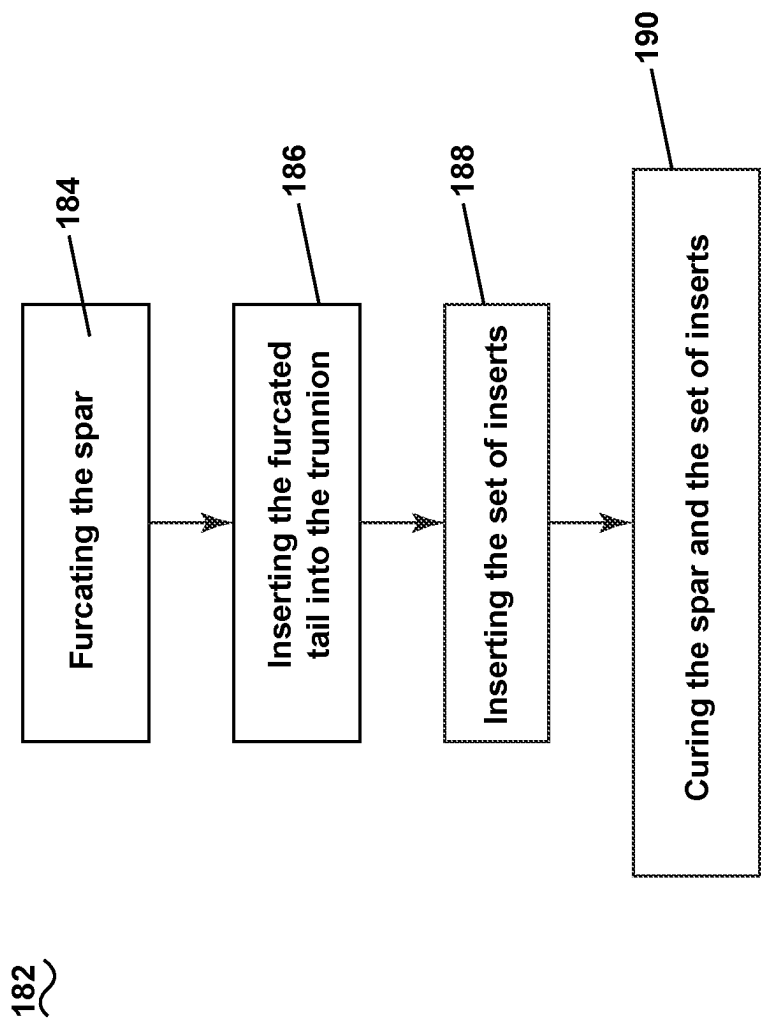 182
Furcating the spar
184
Inserting the furcated
tail into the trunnion
186
Inserting the set of inserts
188
Curing the spar and the set of inserts
190